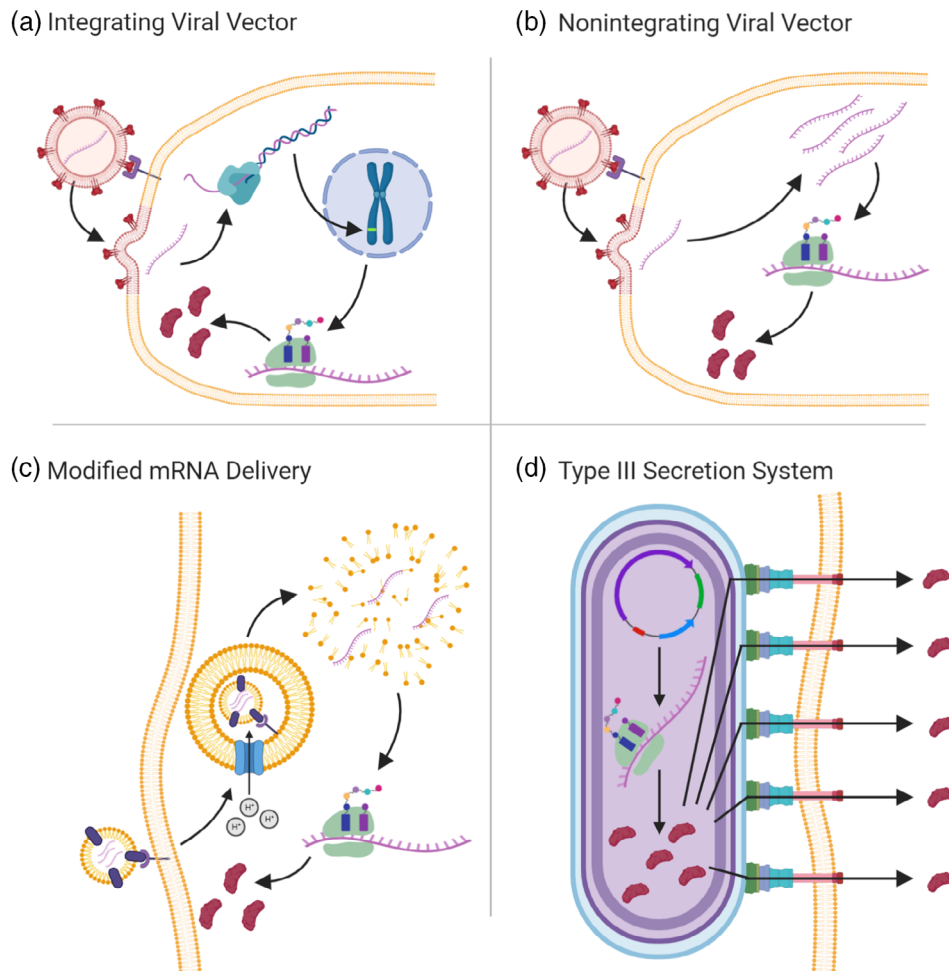 (a) Integrating Viral Vector
(b) Nonintegrating Viral Vector
(c) Modified mRNA Delivery
(d) Type III Secretion System
H+
H+
H+